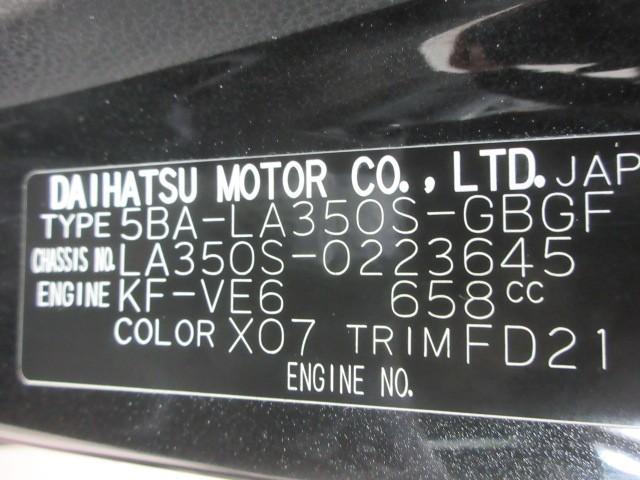 DAIHATSU MOTOR CO., LTD. JAP
TYPE 5BA-LA350S-GBGF
CHASSIS NO. LA350S-0223645
ENGINE KF-VE6 658CC
COLOR X07 TRIM FD21
ENGINE NO.